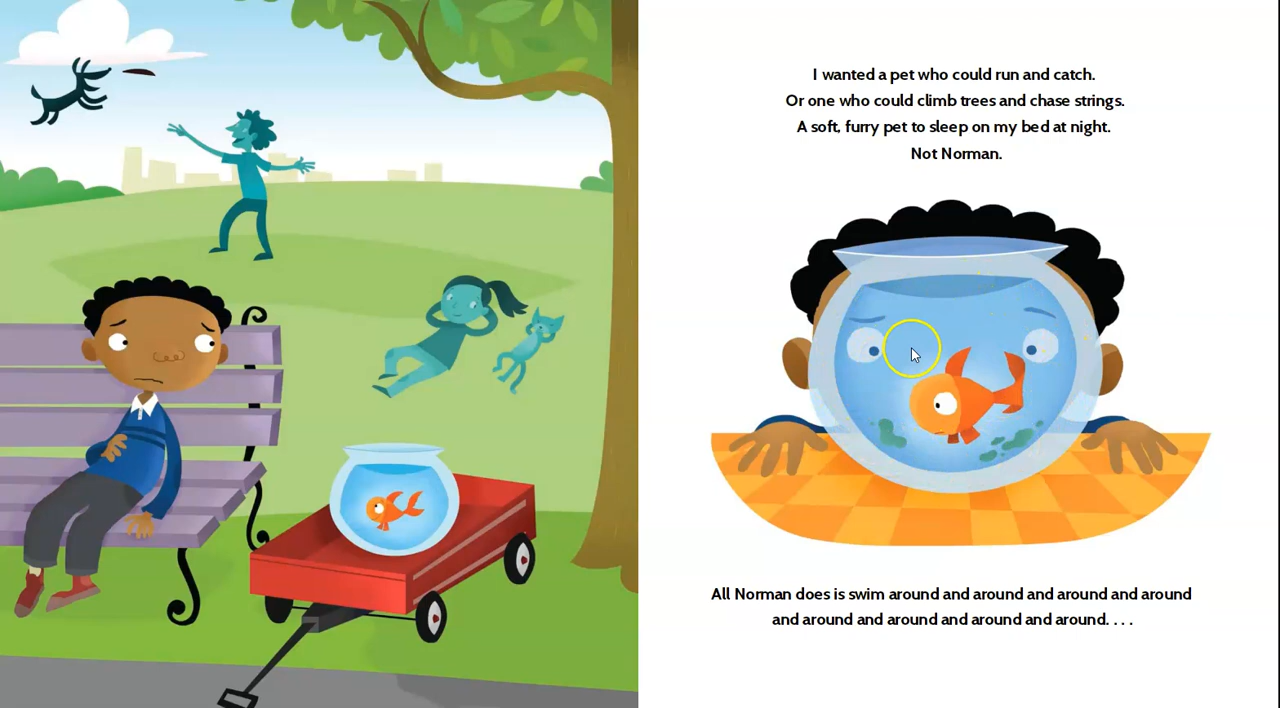 I wanted a pet who could run and catch.
Or one who could climb trees and chase strings.
A soft, furry pet to sleep on my bed at night.
Not Norman.
All Norman does is swim around and around and around and around
and around and around and around and around. . . .